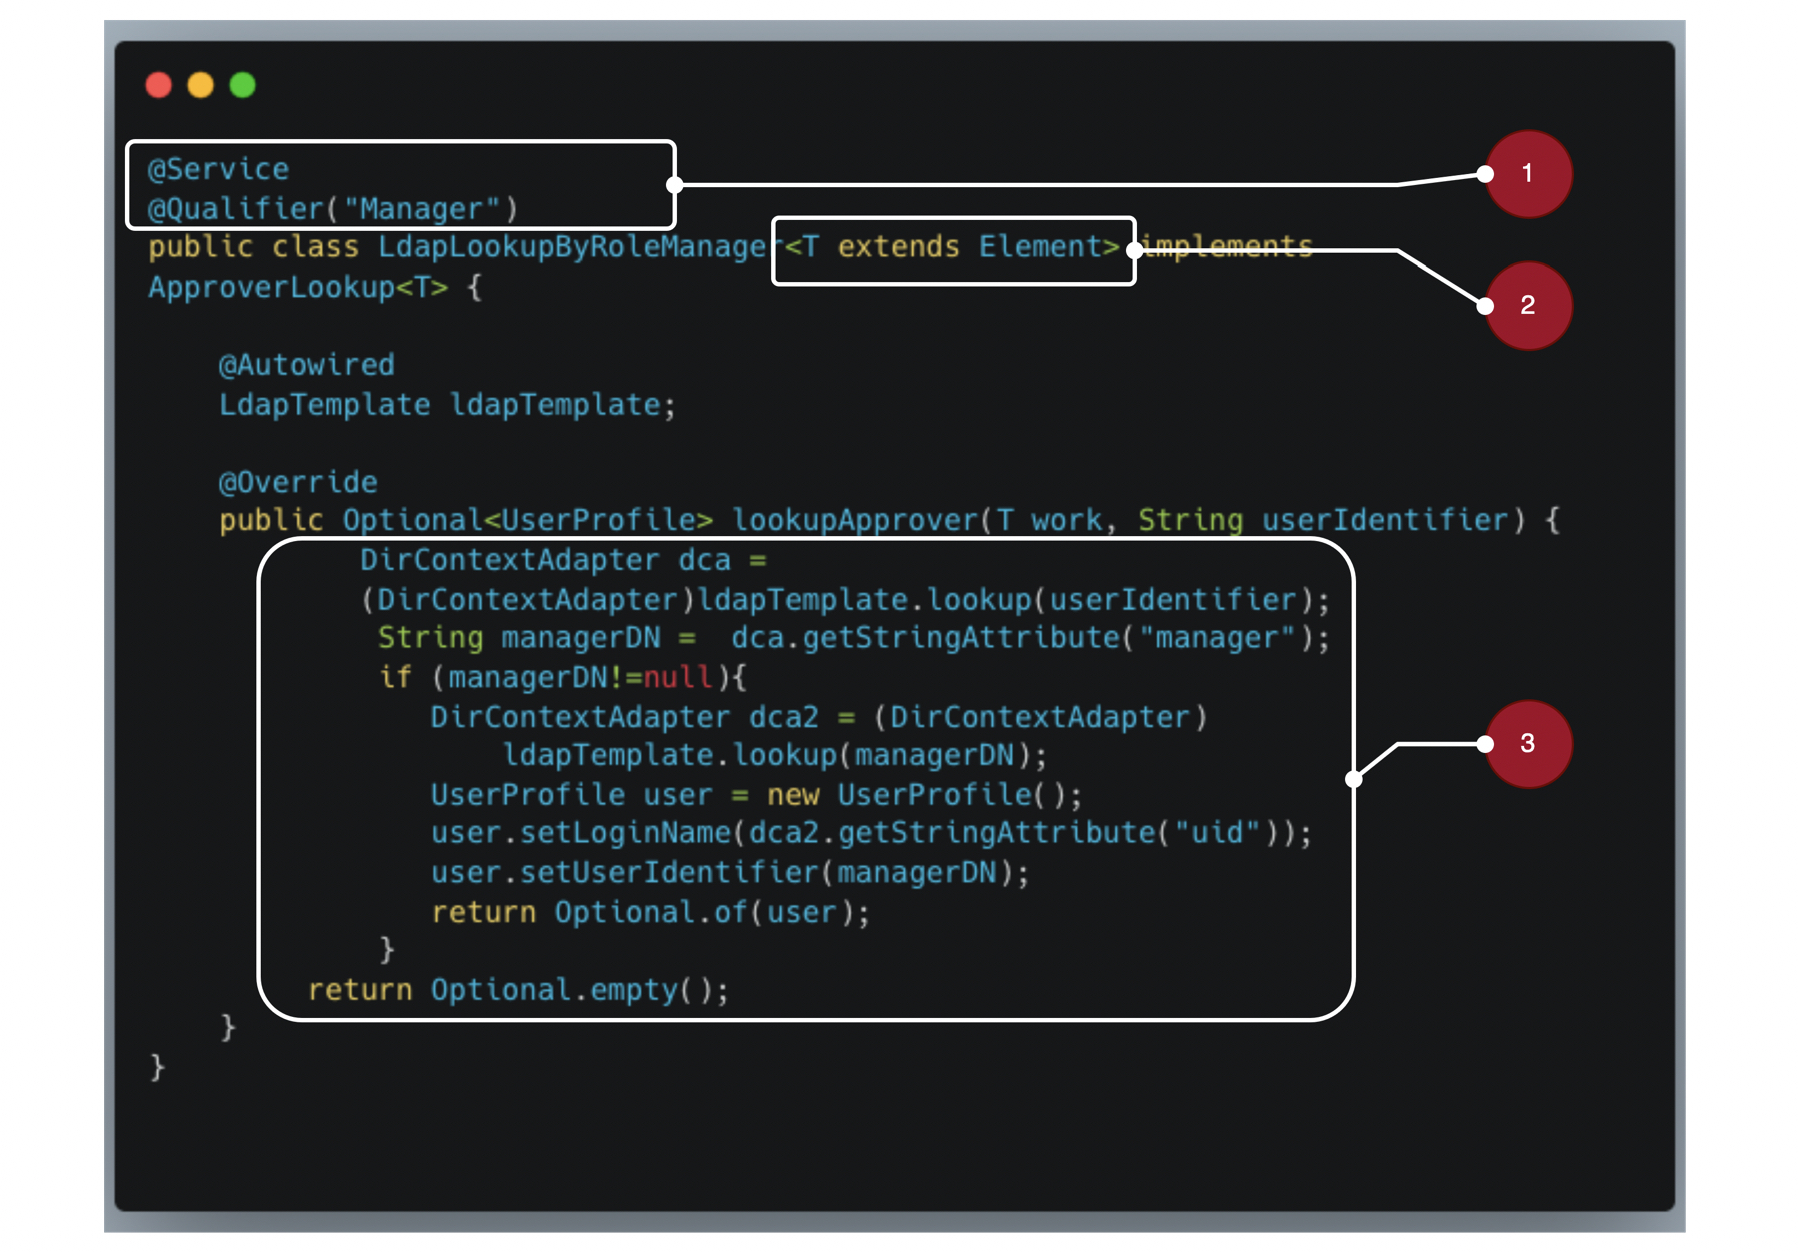 @Service
@Qualifier("Manager")
public class LdapLookupByRoleManager<T extends Element> implements
ApproverLookup<T> {
@Autowired
LdapTemplate ldapTemplate;
@Override
public Optional<UserProfile> lookupApprover(T work, String userIdentifier) {
DirContextAdapter dca =
(DirContextAdapter)ldapTemplate.lookup(userIdentifier);
String managerDN =  dca.getStringAttribute("manager");
if (managerDN!=null){
DirContextAdapter dca2 = (DirContextAdapter)
ldapTemplate.lookup(managerDN);
UserProfile user = new UserProfile();
user.setLoginName(dca2.getStringAttribute("uid"));
user.setUserIdentifier(managerDN);
return Optional.of(user);
}
return Optional.empty();
}
}
1
2
3